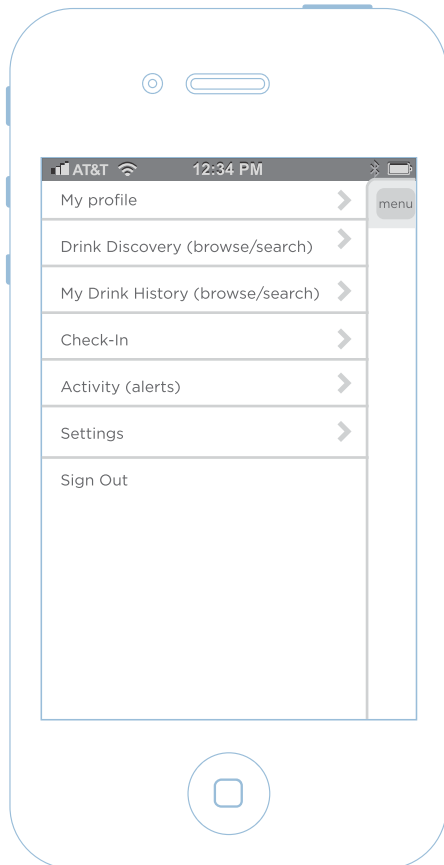 AT&T 12:34 PM
My profile
menu
Drink Discovery (browse/search)
My Drink History (browse/search)
Check-In
Activity (alerts)
Settings
Sign Out